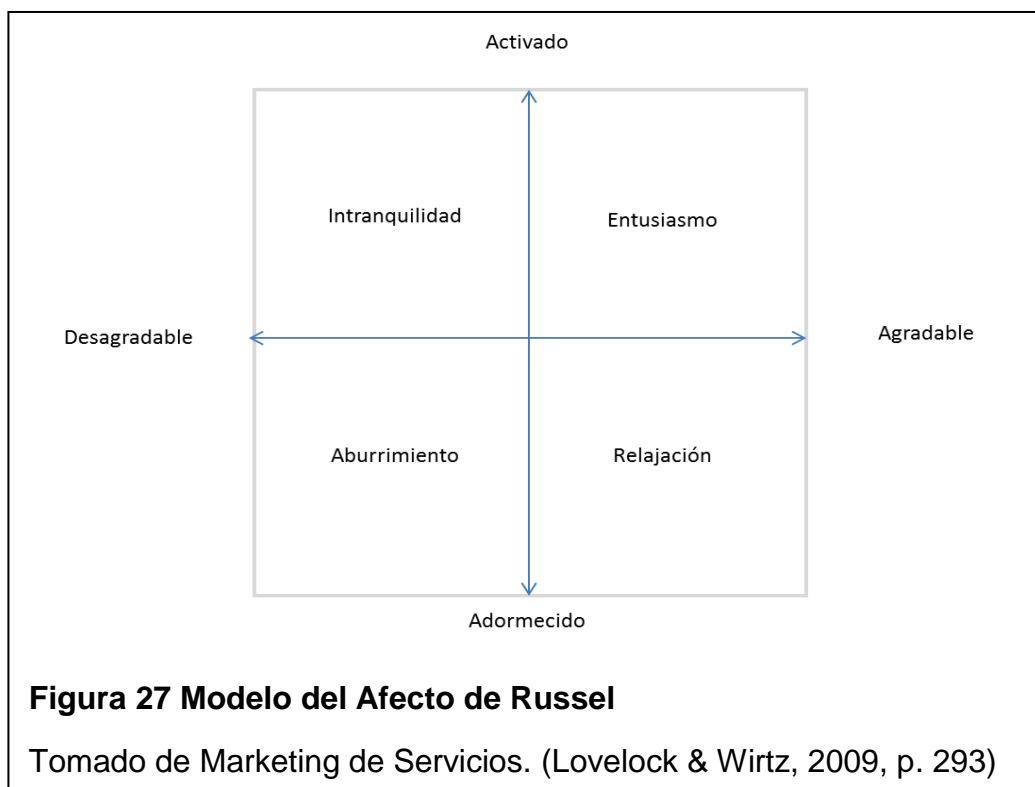 Activado
Intranquilidad
Entusiasmo
Desagradable
Agradable
Aburrimiento
Relajación
Adormecido
Figura 27 Modelo del Afecto de Russel
Tomado de Marketing de Servicios. (Lovelock & Wirtz, 2009, p. 293)